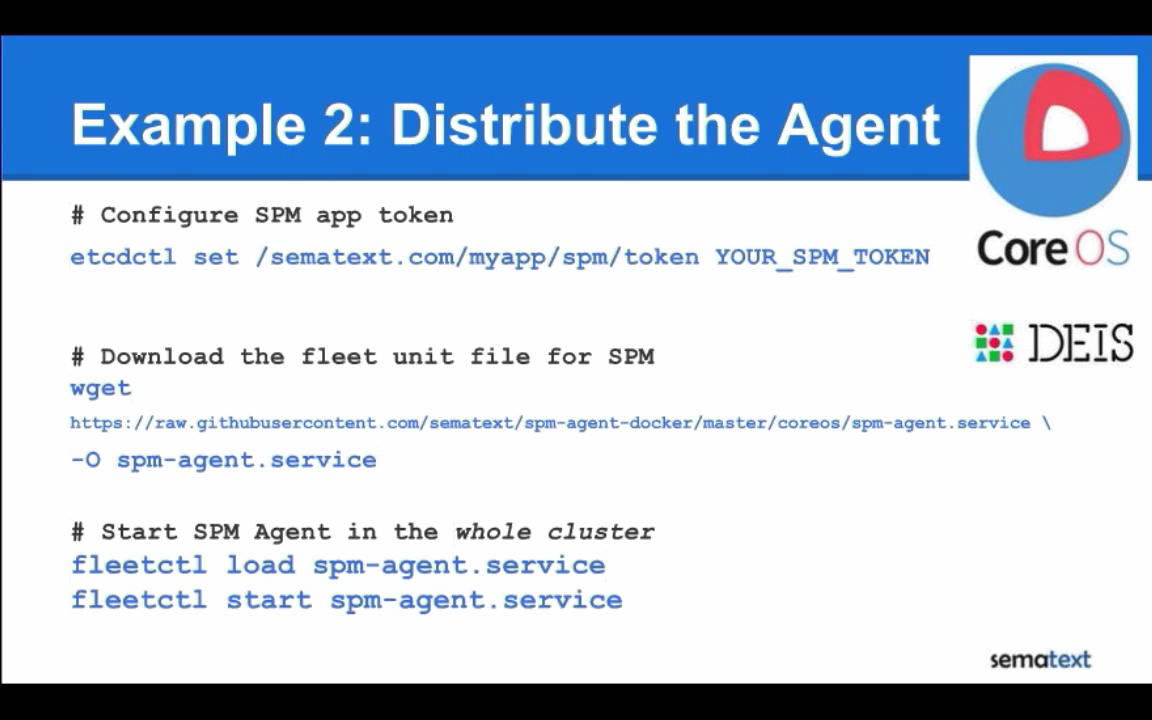 Example 2: Distribute the Agent
# Configure SPM app token
etcdctl set /sematext.com/myapp/spm/token YOUR_SPM_TOKEN
CoreOS
DEIS
# Download the fleet unit file for SPM
wget
https://raw.githubusercontent.com/sematext/spm-agent-docker/master/coreos/spm-agent.service \
-O spm-agent.service
# Start SPM Agent in the whole cluster
fleetctl load spm-agent.service
fleetctl start spm-agent.service
sematext